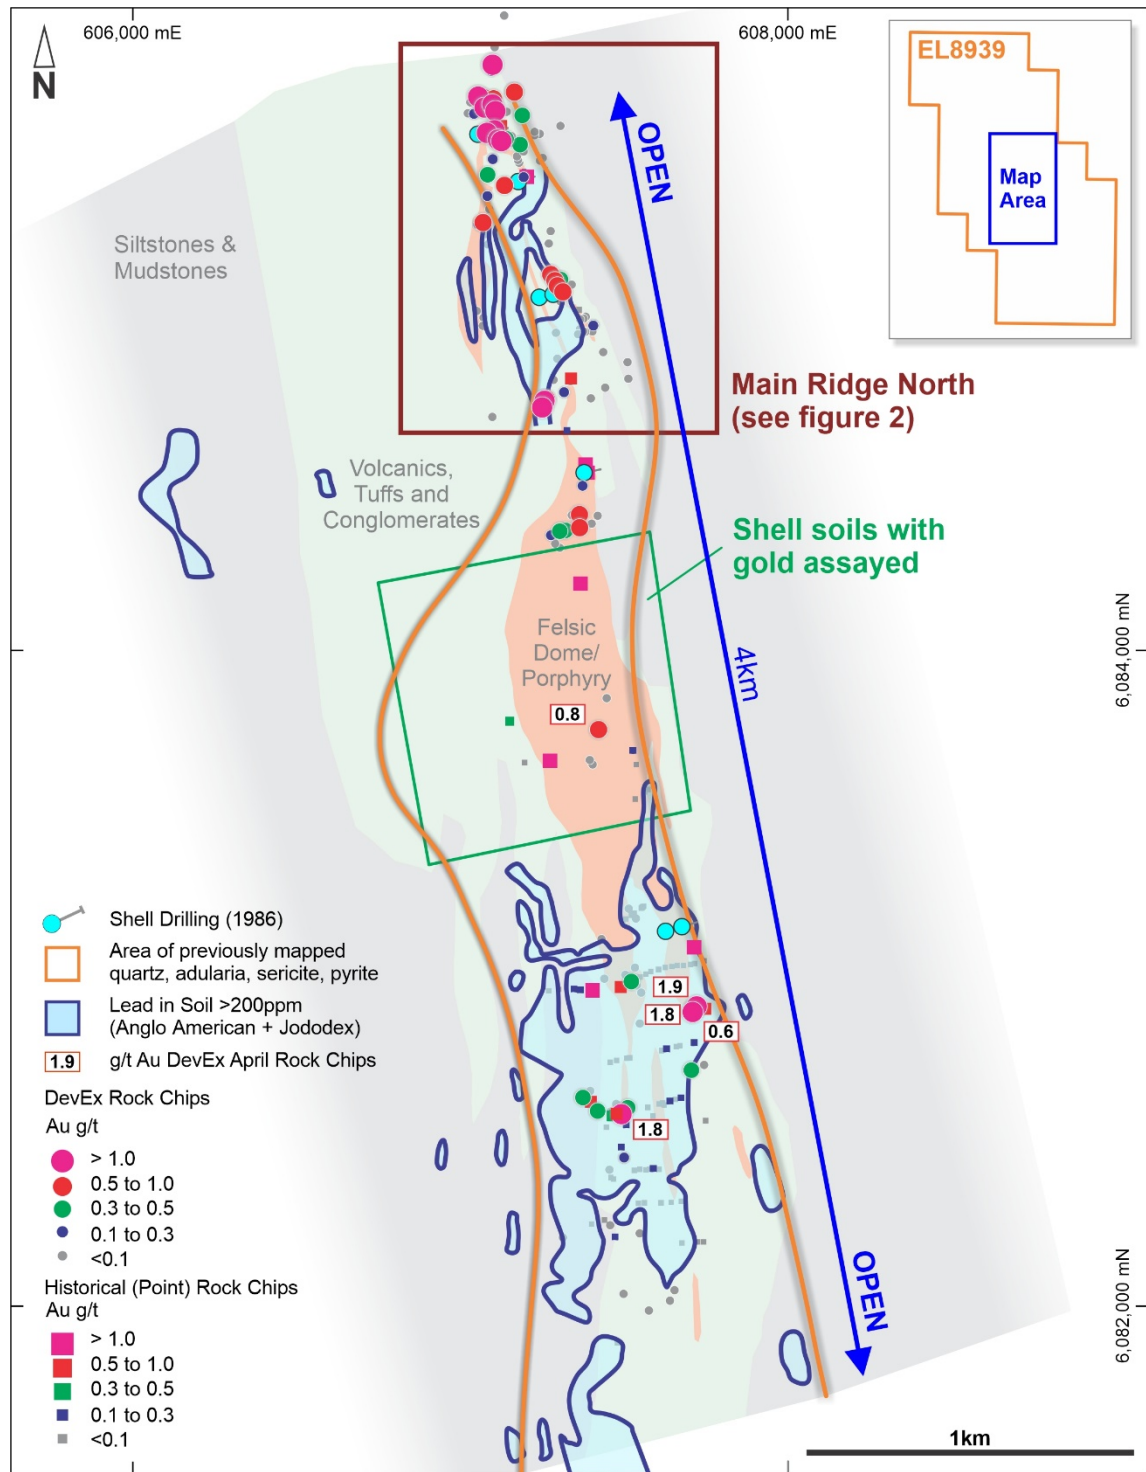 606,000 mE
608,000 mE
N
EL8939
Map
Area
OPEN
Siltstones &
Mudstones
Main Ridge North
(see figure 2)
Volcanics,
Tuffs and
Conglomerates
Shell soils with
gold assayed
Felsic
Dome/
Porphyry
4km
6,084,000 mN
0.8
Shell Drilling (1986)
Area of previously mapped
quartz, adularia, sericite, pyrite
Lead in Soil >200ppm
(Anglo American + Jododex)
1.9 g/t Au DevEx April Rock Chips
1.9
1.8
0.6
1.8
DevEx Rock Chips
Au g/t
> 1.0
0.5 to 1.0
0.3 to 0.5
0.1 to 0.3
<0.1
Historical (Point) Rock Chips
Au g/t
> 1.0
0.5 to 1.0
0.3 to 0.5
0.1 to 0.3
<0.1
OPEN
6,082,000 mN
1km